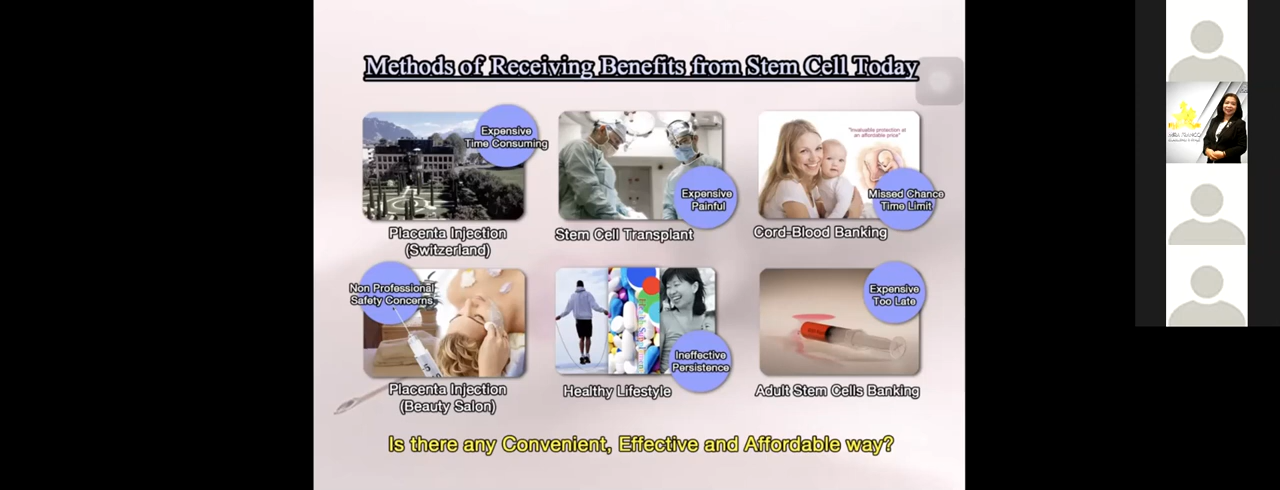 Methods of Receiving Benefits from Stem Cell Today
Expensive
Time Consuming
Placenta Injection
(Switzerland)
Expensive
Painful
Stem Cell Transplant
"Invaluable protection at
an affordable price"
Missed Chance
Time Limit
Cord-Blood Banking
Non Professional
Safety Concerns
Placenta Injection
(Beauty Salon)
Ineffective
Persistence
Healthy Lifestyle
Expensive
Too Late
Adult Stem Cells Banking
Is there any Convenient, Effective and Affordable way?